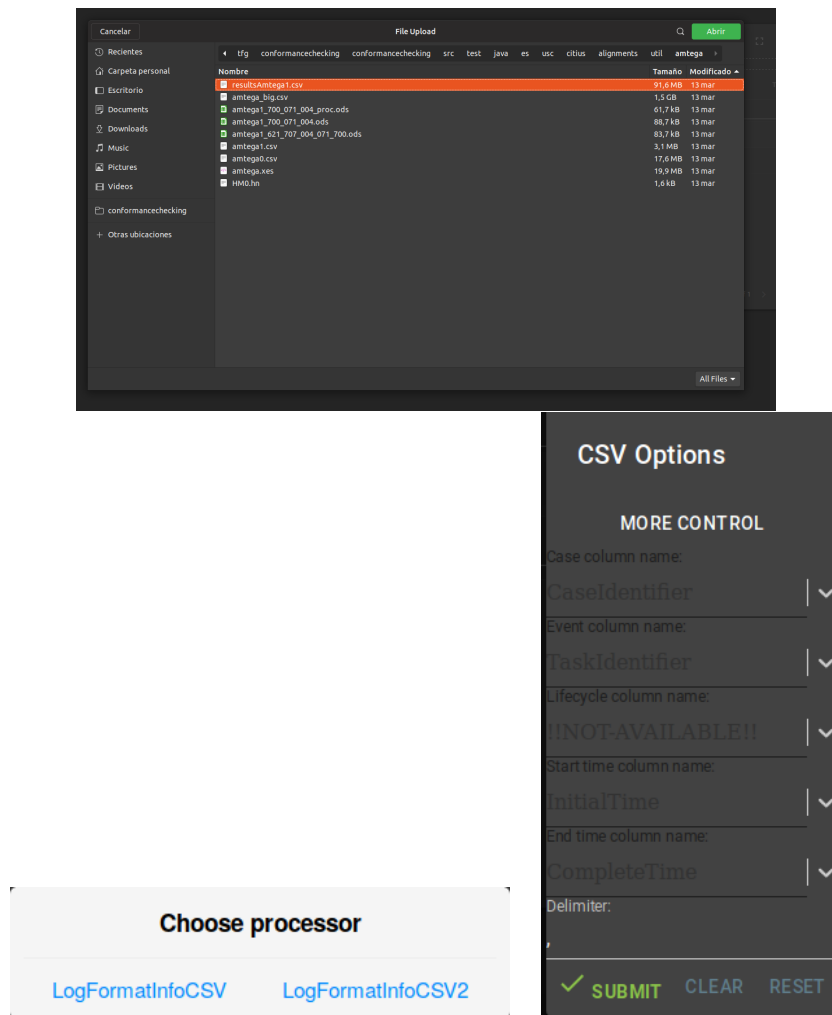 Cancelar File Upload Abrir
Recientes
tfg conformancechecking conformancechecking src test java es usc citius alignments util amtega
Carpeta personal
Nombre Tamaño Modificado
resultsAmtega1.csv 91,6 MB 13 mar
Escritorio
amtega_big.csv 1,5 GB 13 mar
Documents
amtega1_700_071_004_proc.ods 61,7 kB 13 mar
amtega1_700_071_004.ods 88,7 kB 13 mar
Downloads
amtega1_621_707_004_071_700.ods 83,7 kB 13 mar
Music
amtega1.csv 3,1 MB 13 mar
amtega0.csv 17,6 MB 13 mar
Pictures
amtega.xes 19,9 MB 13 mar
Videos
HM0.hn 1,6 kB 13 mar
conformancechecking
+ Otras ubicaciones
All Files
CSV Options
MORE CONTROL
Case column name:
CaseIdentifier
Event column name:
TaskIdentifier
Lifecycle column name:
!!NOT-AVAILABLE!!
Start time column name:
InitialTime
End time column name:
CompleteTime
Delimiter:
,
SUBMIT CLEAR RESET
Choose processor
LogFormatInfoCSV LogFormatInfoCSV2